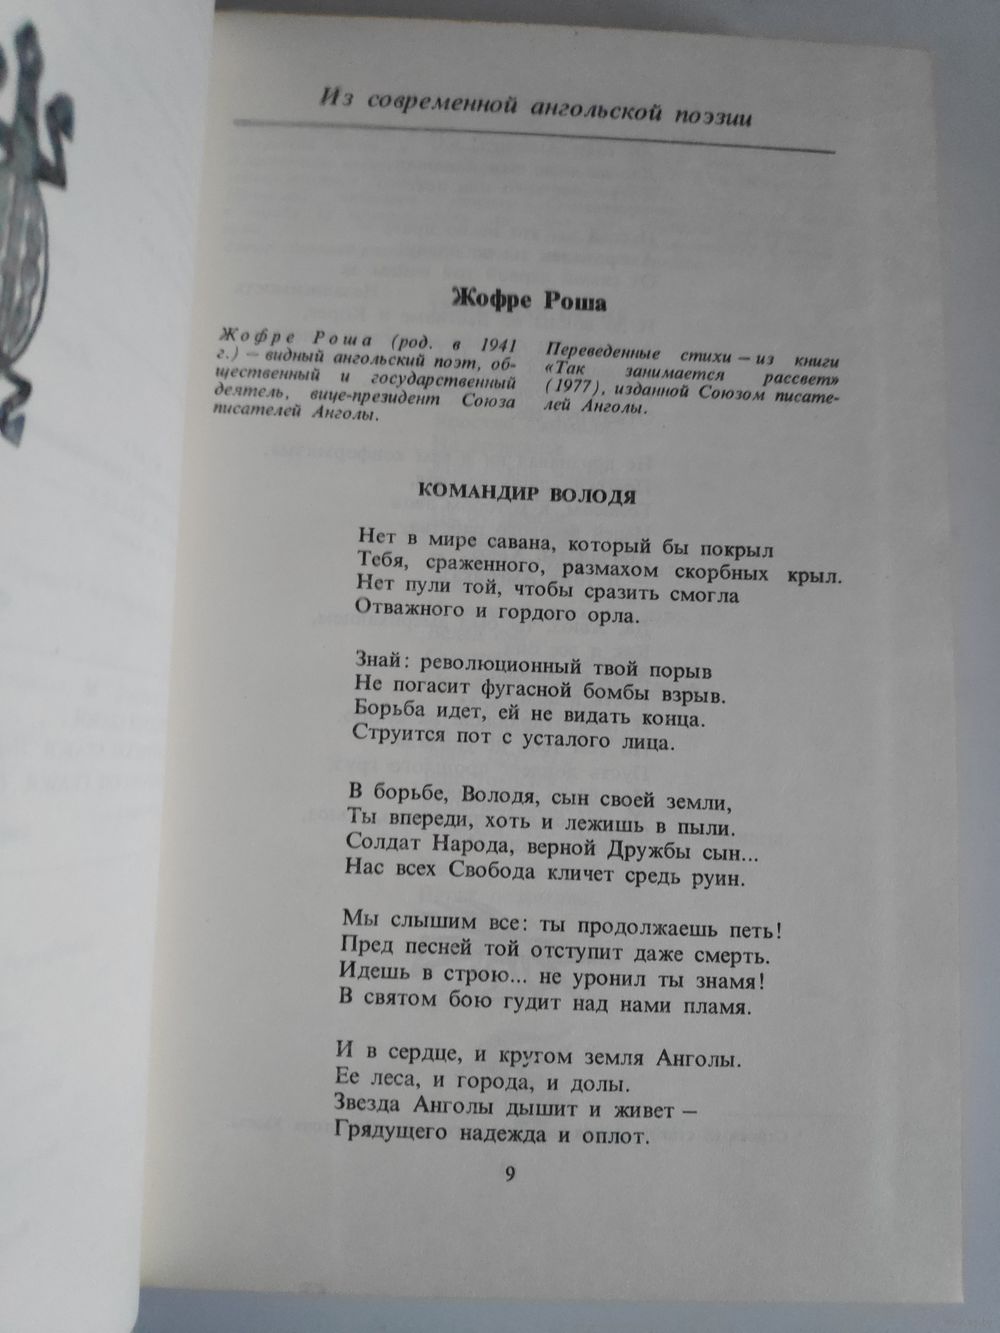 Из современной ангольской поэзии
Жофре Роша
Жофре Роша (род. в 1941
г.) — видный ангольский поэт, об-
щественный и государственный
деятель, вице-президент Союза
писателей Анголы.
Переведенные стихи — из книги
«Так занимается рассвет»
(1977), изданной Союзом писате-
лей Анголы.
КОМАНДИР ВОЛОДЯ
Нет в мире савана, который бы покрыл
Тебя, сраженного, размахом скорбных крыл.
Нет пули той, чтобы сразить смогла
Отважного и гордого орла.
Знай: революционный твой порыв
Не погасит фугасной бомбы взрыв.
Борьба идет, ей не видать конца.
Струится пот с усталого лица.
В борьбе, Володя, сын своей земли,
Ты впереди, хоть и лежишь в пыли.
Солдат Народа, верной Дружбы сын...
Нас всех Свобода кличет средь руин.
Мы слышим все: ты продолжаешь петь!
Пред песней той отступит даже смерть.
Идешь в строю... не уронил ты знамя!
В святом бою гудит над нами пламя.
И в сердце, и кругом земля Анголы.
Ее леса, и города, и долы.
Звезда Анголы дышит и живет —
Грядущего надежда и оплот.
9